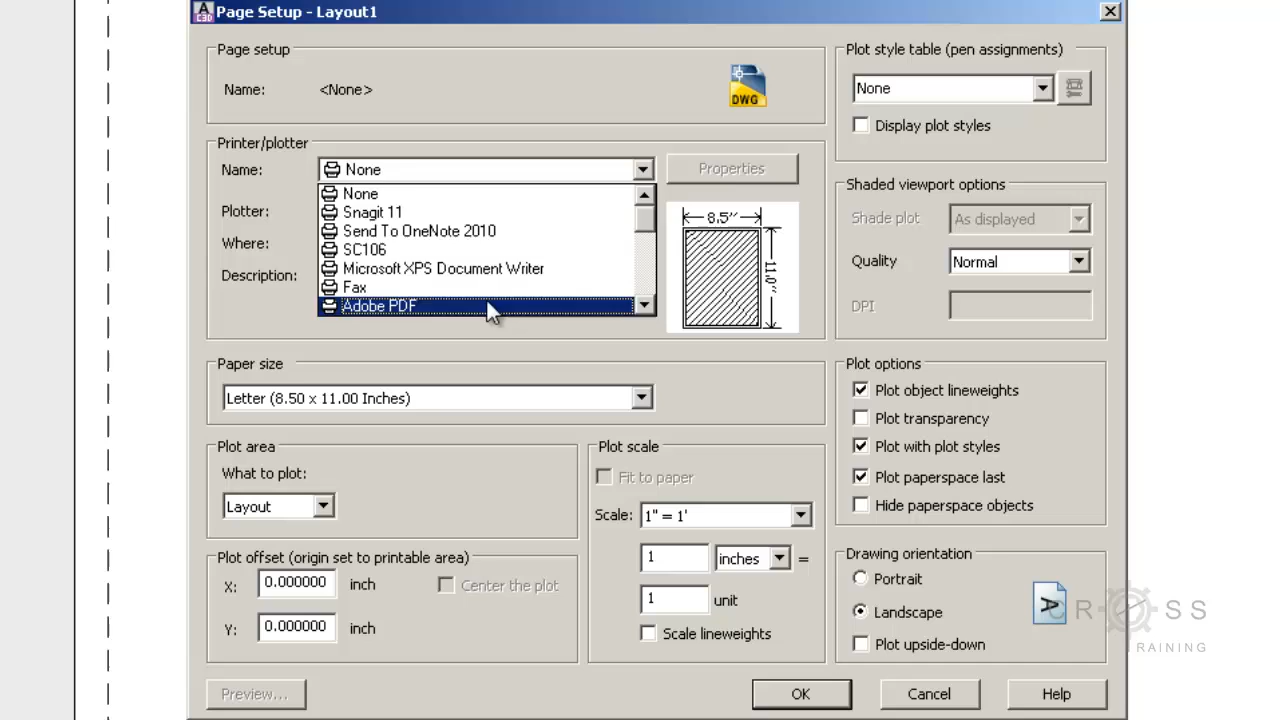 Page Setup - Layout1
Page setup
Name: <None>
DWG
Printer/plotter
Name: None
Properties
None
Snagit 11
Send To OneNote 2010
SC106
Microsoft XPS Document Writer
Fax
Adobe PDF
Plotter:
Where:
Description:
8.5''
11.0''
Paper size
Letter (8.50 x 11.00 Inches)
Plot area
What to plot:
Layout
Plot offset (origin set to printable area)
X: 0.000000 inch
Center the plot
Y: 0.000000 inch
Plot scale
Fit to paper
Scale: 1" = 1'
1 inches =
1 unit
Scale lineweights
Plot style table (pen assignments)
None
Display plot styles
Shaded viewport options
Shade plot As displayed
Quality Normal
DPI
Plot options
Plot object lineweights
Plot transparency
Plot with plot styles
Plot paperspace last
Hide paperspace objects
Drawing orientation
Portrait
Landscape
Plot upside-down
A
CROSS
TRAINING
Preview...
OK
Cancel
Help